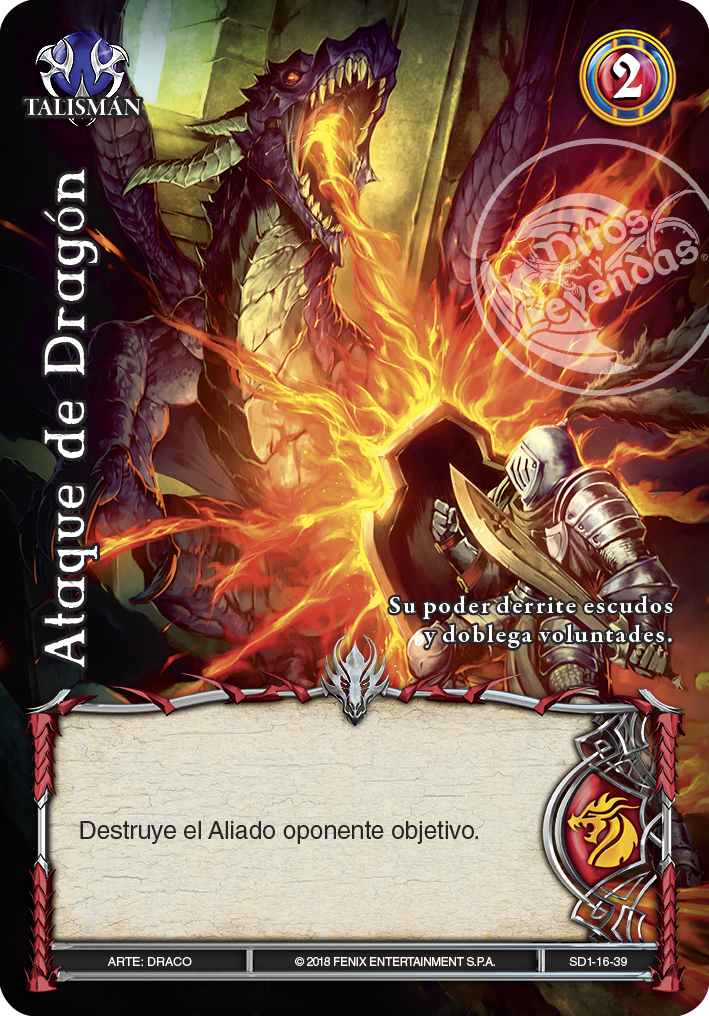 TALISMÁN
2
Mitos
y
Leyendas
®
Ataque de Dragón
Su poder derrite escudos
y doblega voluntades.
Destruye el Aliado oponente objetivo.
ARTE: DRACO
© 2018 FENIX ENTERTAINMENT S.P.A.
SD1-16-39